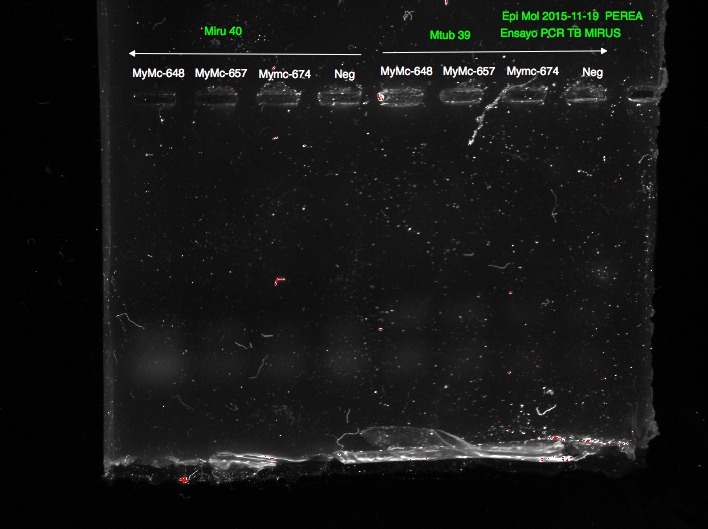 Epi Mol 2015-11-19 PEREA
Miru 40
Mtub 39
Ensayo PCR TB MIRUS
MyMc-648 MyMc-657 Mymc-674 Neg MyMc-648 MyMc-657 Mymc-674 Neg